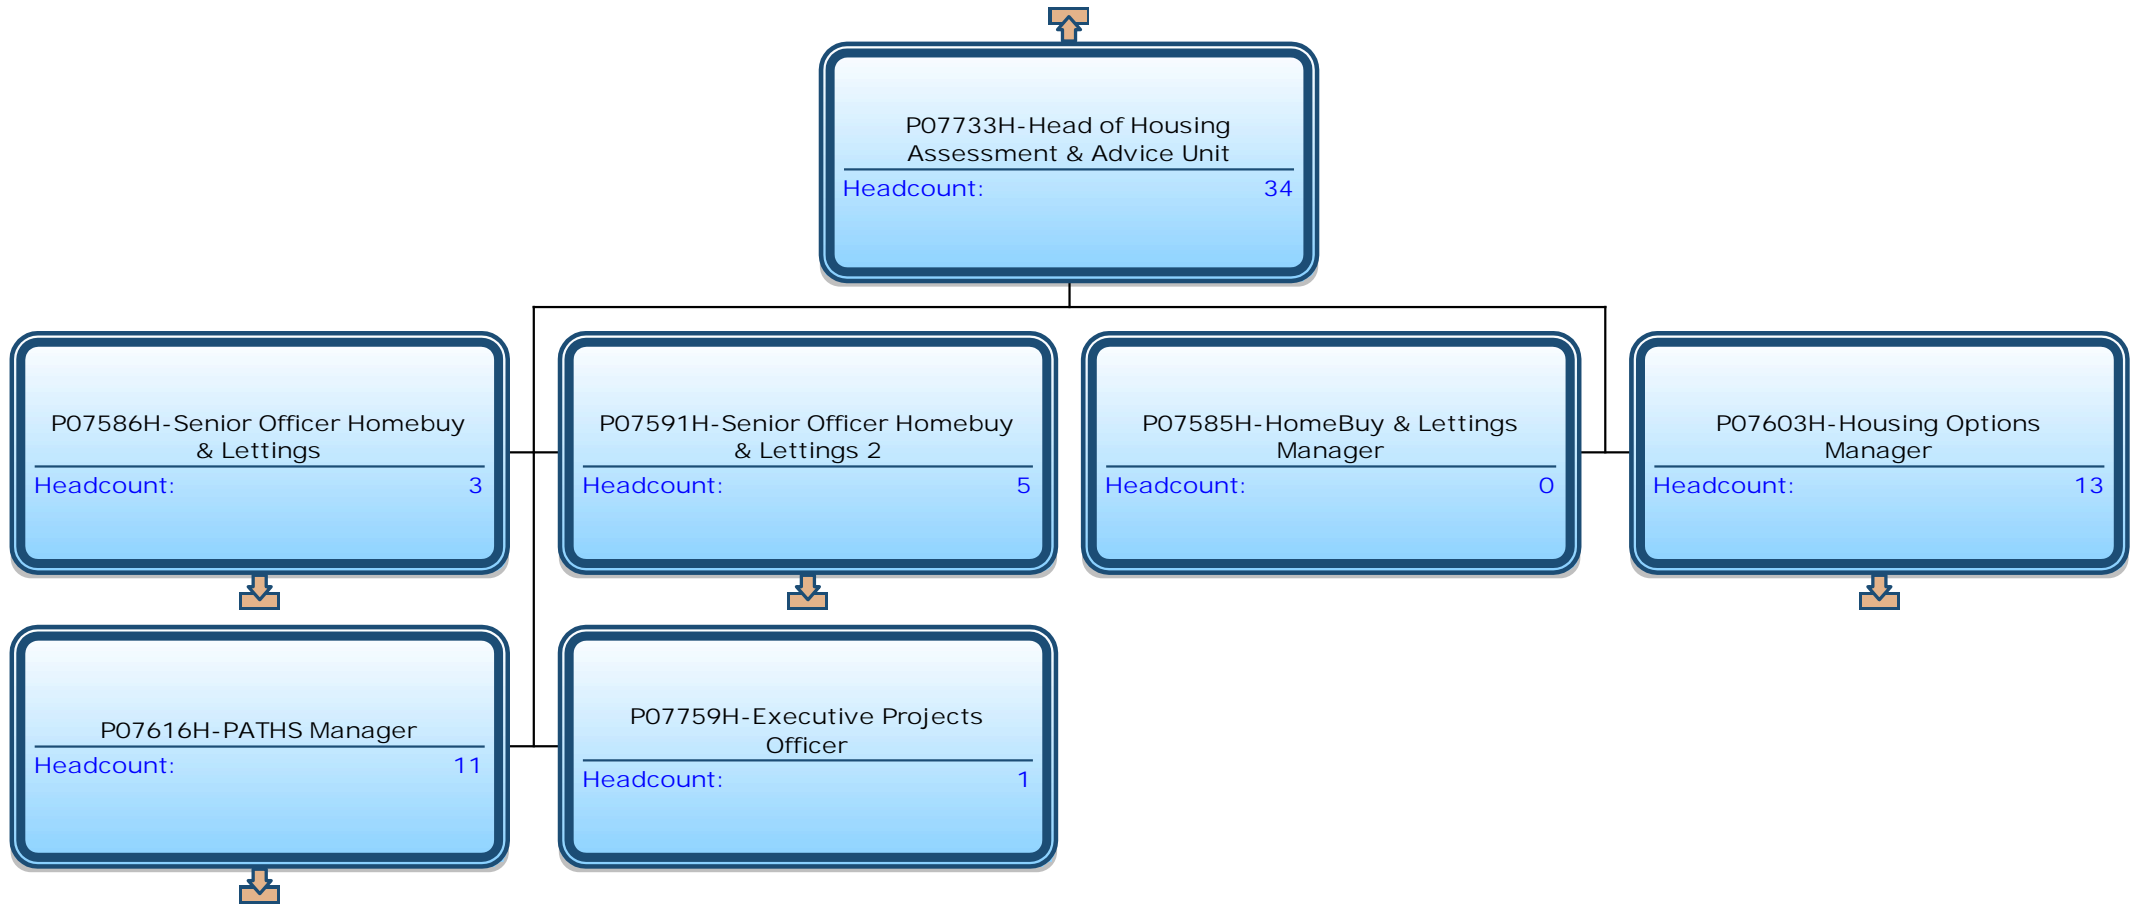 P07733H-Head of Housing
Assessment & Advice Unit
Headcount: 34
P07586H-Senior Officer Homebuy
& Lettings
Headcount: 3
P07591H-Senior Officer Homebuy
& Lettings 2
Headcount: 5
P07585H-HomeBuy & Lettings
Manager
Headcount: 0
P07603H-Housing Options
Manager
Headcount: 13
P07616H-PATHS Manager
Headcount: 11
P07759H-Executive Projects
Officer
Headcount: 1